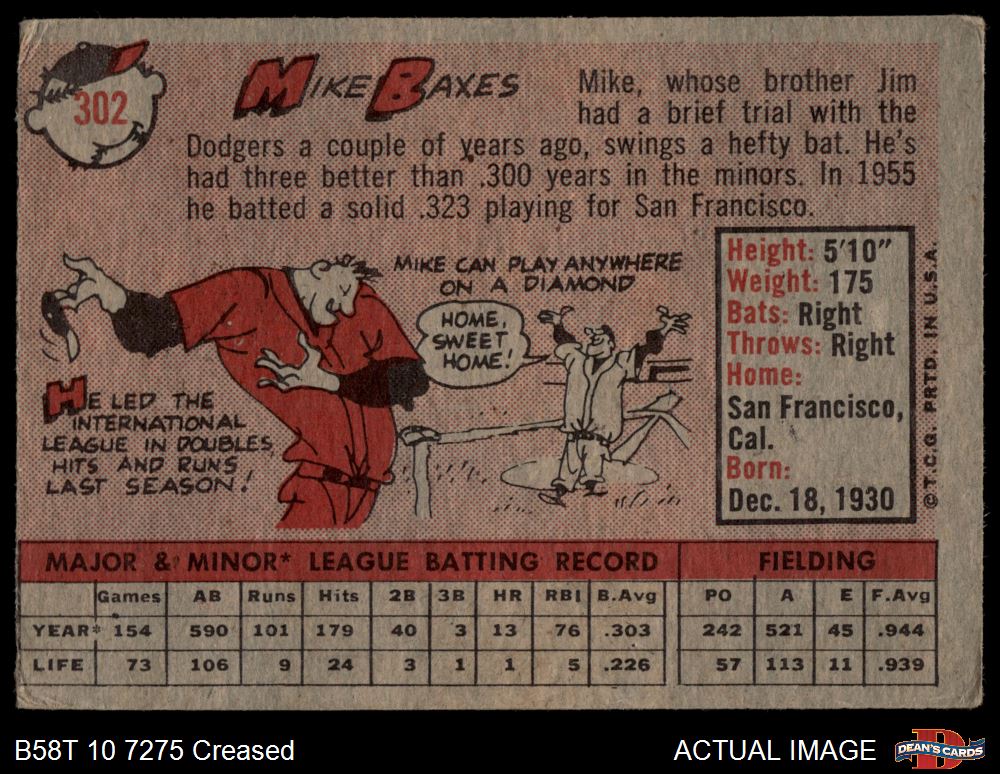 302
MIKE BAXES
Mike, whose brother Jim
had a brief trial with the
Dodgers a couple of years ago, swings a hefty bat. He's
had three better than .300 years in the minors. In 1955
he batted a solid .323 playing for San Francisco.
MIKE CAN PLAY ANYWHERE
ON A DIAMOND
HOME,
SWEET
HOME!
HE LED THE
INTERNATIONAL
LEAGUE IN DOUBLES,
HITS AND RUNS
LAST SEASON!
Height: 5'10"
Weight: 175
Bats: Right
Throws: Right
Home:
San Francisco,
Cal.
Born:
Dec. 18, 1930
© T.C.G. PRTD. IN U.S.A.
MAJOR & MINOR* LEAGUE BATTING RECORD FIELDING
Games AB Runs Hits 2B 3B HR RBI B.Avg PO A E F.Avg
YEAR* 154 590 101 179 40 3 13 76 .303 242 521 45 .944
LIFE 73 106 9 24 3 1 1 5 .226 57 113 11 .939
B58T 10 7275 Creased ACTUAL IMAGE
D
DEAN'S CARDS